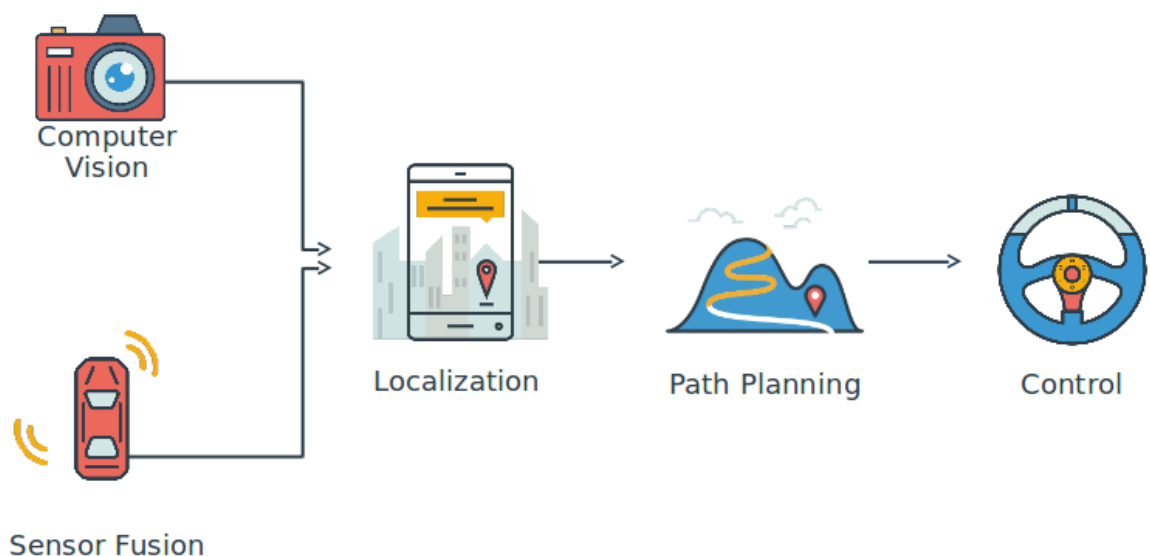 Computer
Vision
Localization
Path Planning
Control
Sensor Fusion